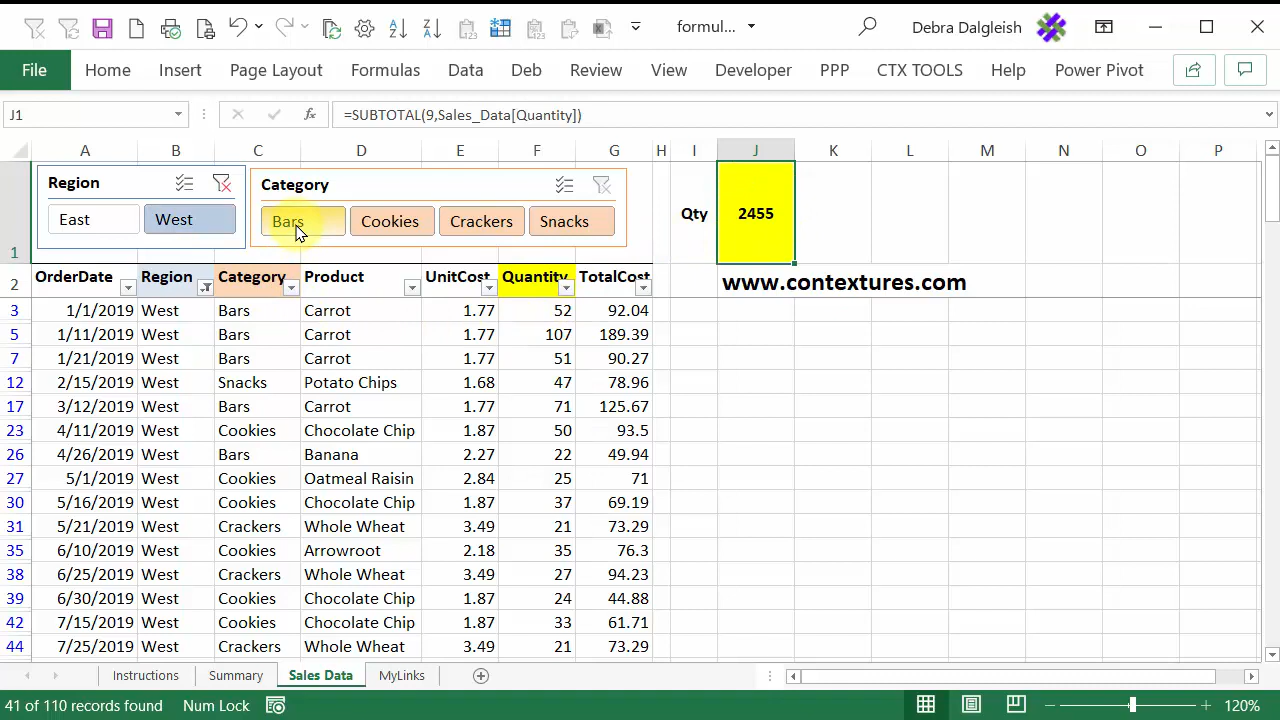 formul...
Debra Dalgleish
File Home Insert Page Layout Formulas Data Deb Review View Developer PPP CTX TOOLS Help Power Pivot
J1 fx =SUBTOTAL(9,Sales_Data[Quantity])
A B C D E F G H I J K L M N O P
Region
East West
Category
Bars Cookies Crackers Snacks
Qty 2455
1
2 OrderDate Region Category Product UnitCost Quantity TotalCost www.contextures.com
3 1/1/2019 West Bars Carrot 1.77 52 92.04
5 1/11/2019 West Bars Carrot 1.77 107 189.39
7 1/21/2019 West Bars Carrot 1.77 51 90.27
12 2/15/2019 West Snacks Potato Chips 1.68 47 78.96
17 3/12/2019 West Bars Carrot 1.77 71 125.67
23 4/11/2019 West Cookies Chocolate Chip 1.87 50 93.5
26 4/26/2019 West Bars Banana 2.27 22 49.94
27 5/1/2019 West Cookies Oatmeal Raisin 2.84 25 71
30 5/16/2019 West Cookies Chocolate Chip 1.87 37 69.19
31 5/21/2019 West Crackers Whole Wheat 3.49 21 73.29
35 6/10/2019 West Cookies Arrowroot 2.18 35 76.3
38 6/25/2019 West Crackers Whole Wheat 3.49 27 94.23
39 6/30/2019 West Cookies Chocolate Chip 1.87 24 44.88
42 7/15/2019 West Cookies Chocolate Chip 1.87 33 61.71
44 7/25/2019 West Crackers Whole Wheat 3.49 21 73.29
Instructions Summary Sales Data MyLinks
41 of 110 records found Num Lock 120%